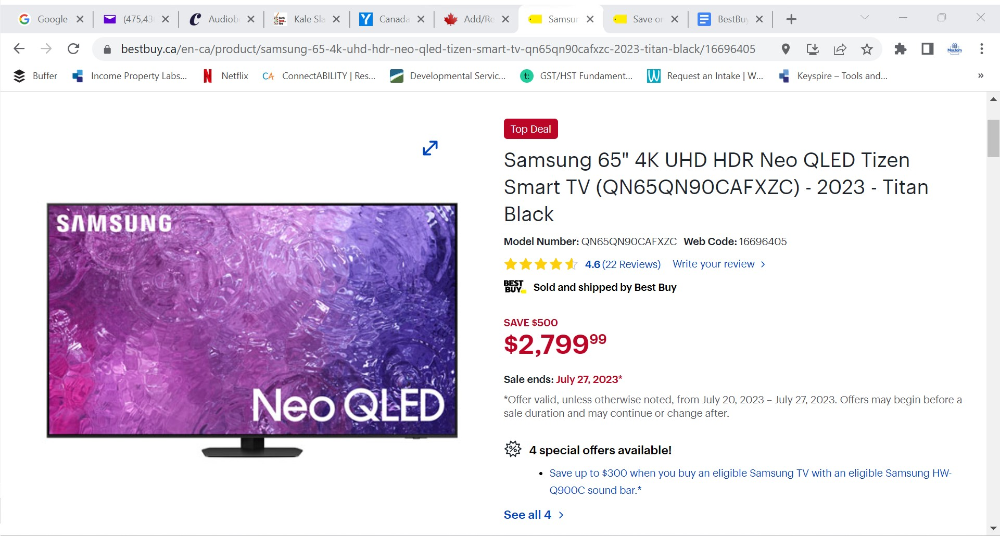 Google
(475,43
Audiob
Kale Sla
Canada
Add/Re
Samsur
Save or
BestBuy
bestbuy.ca/en-ca/product/samsung-65-4k-uhd-hdr-neo-qled-tizen-smart-tv-qn65qn90cafxzc-2023-titan-black/16696405
MorJam
Buffer
Income Property Labs...
Netflix
CA ConnectABILITY | Res...
Developmental Servic...
t: GST/HST Fundament...
Request an Intake | W...
Keyspire – Tools and...
»
Top Deal
Samsung 65" 4K UHD HDR Neo QLED Tizen
Smart TV (QN65QN90CAFXZC) - 2023 - Titan
Black
Model Number: QN65QN90CAFXZC Web Code: 16696405
4.6 (22 Reviews) Write your review
BEST BUY Sold and shipped by Best Buy
SAVE $500
$2,799 99
Sale ends: July 27, 2023*
*Offer valid, unless otherwise noted, from July 20, 2023 – July 27, 2023. Offers may begin before a
sale duration and may continue or change after.
4 special offers available!
• Save up to $300 when you buy an eligible Samsung TV with an eligible Samsung HW-
Q900C sound bar.*
See all 4
SAMSUNG
Neo QLED